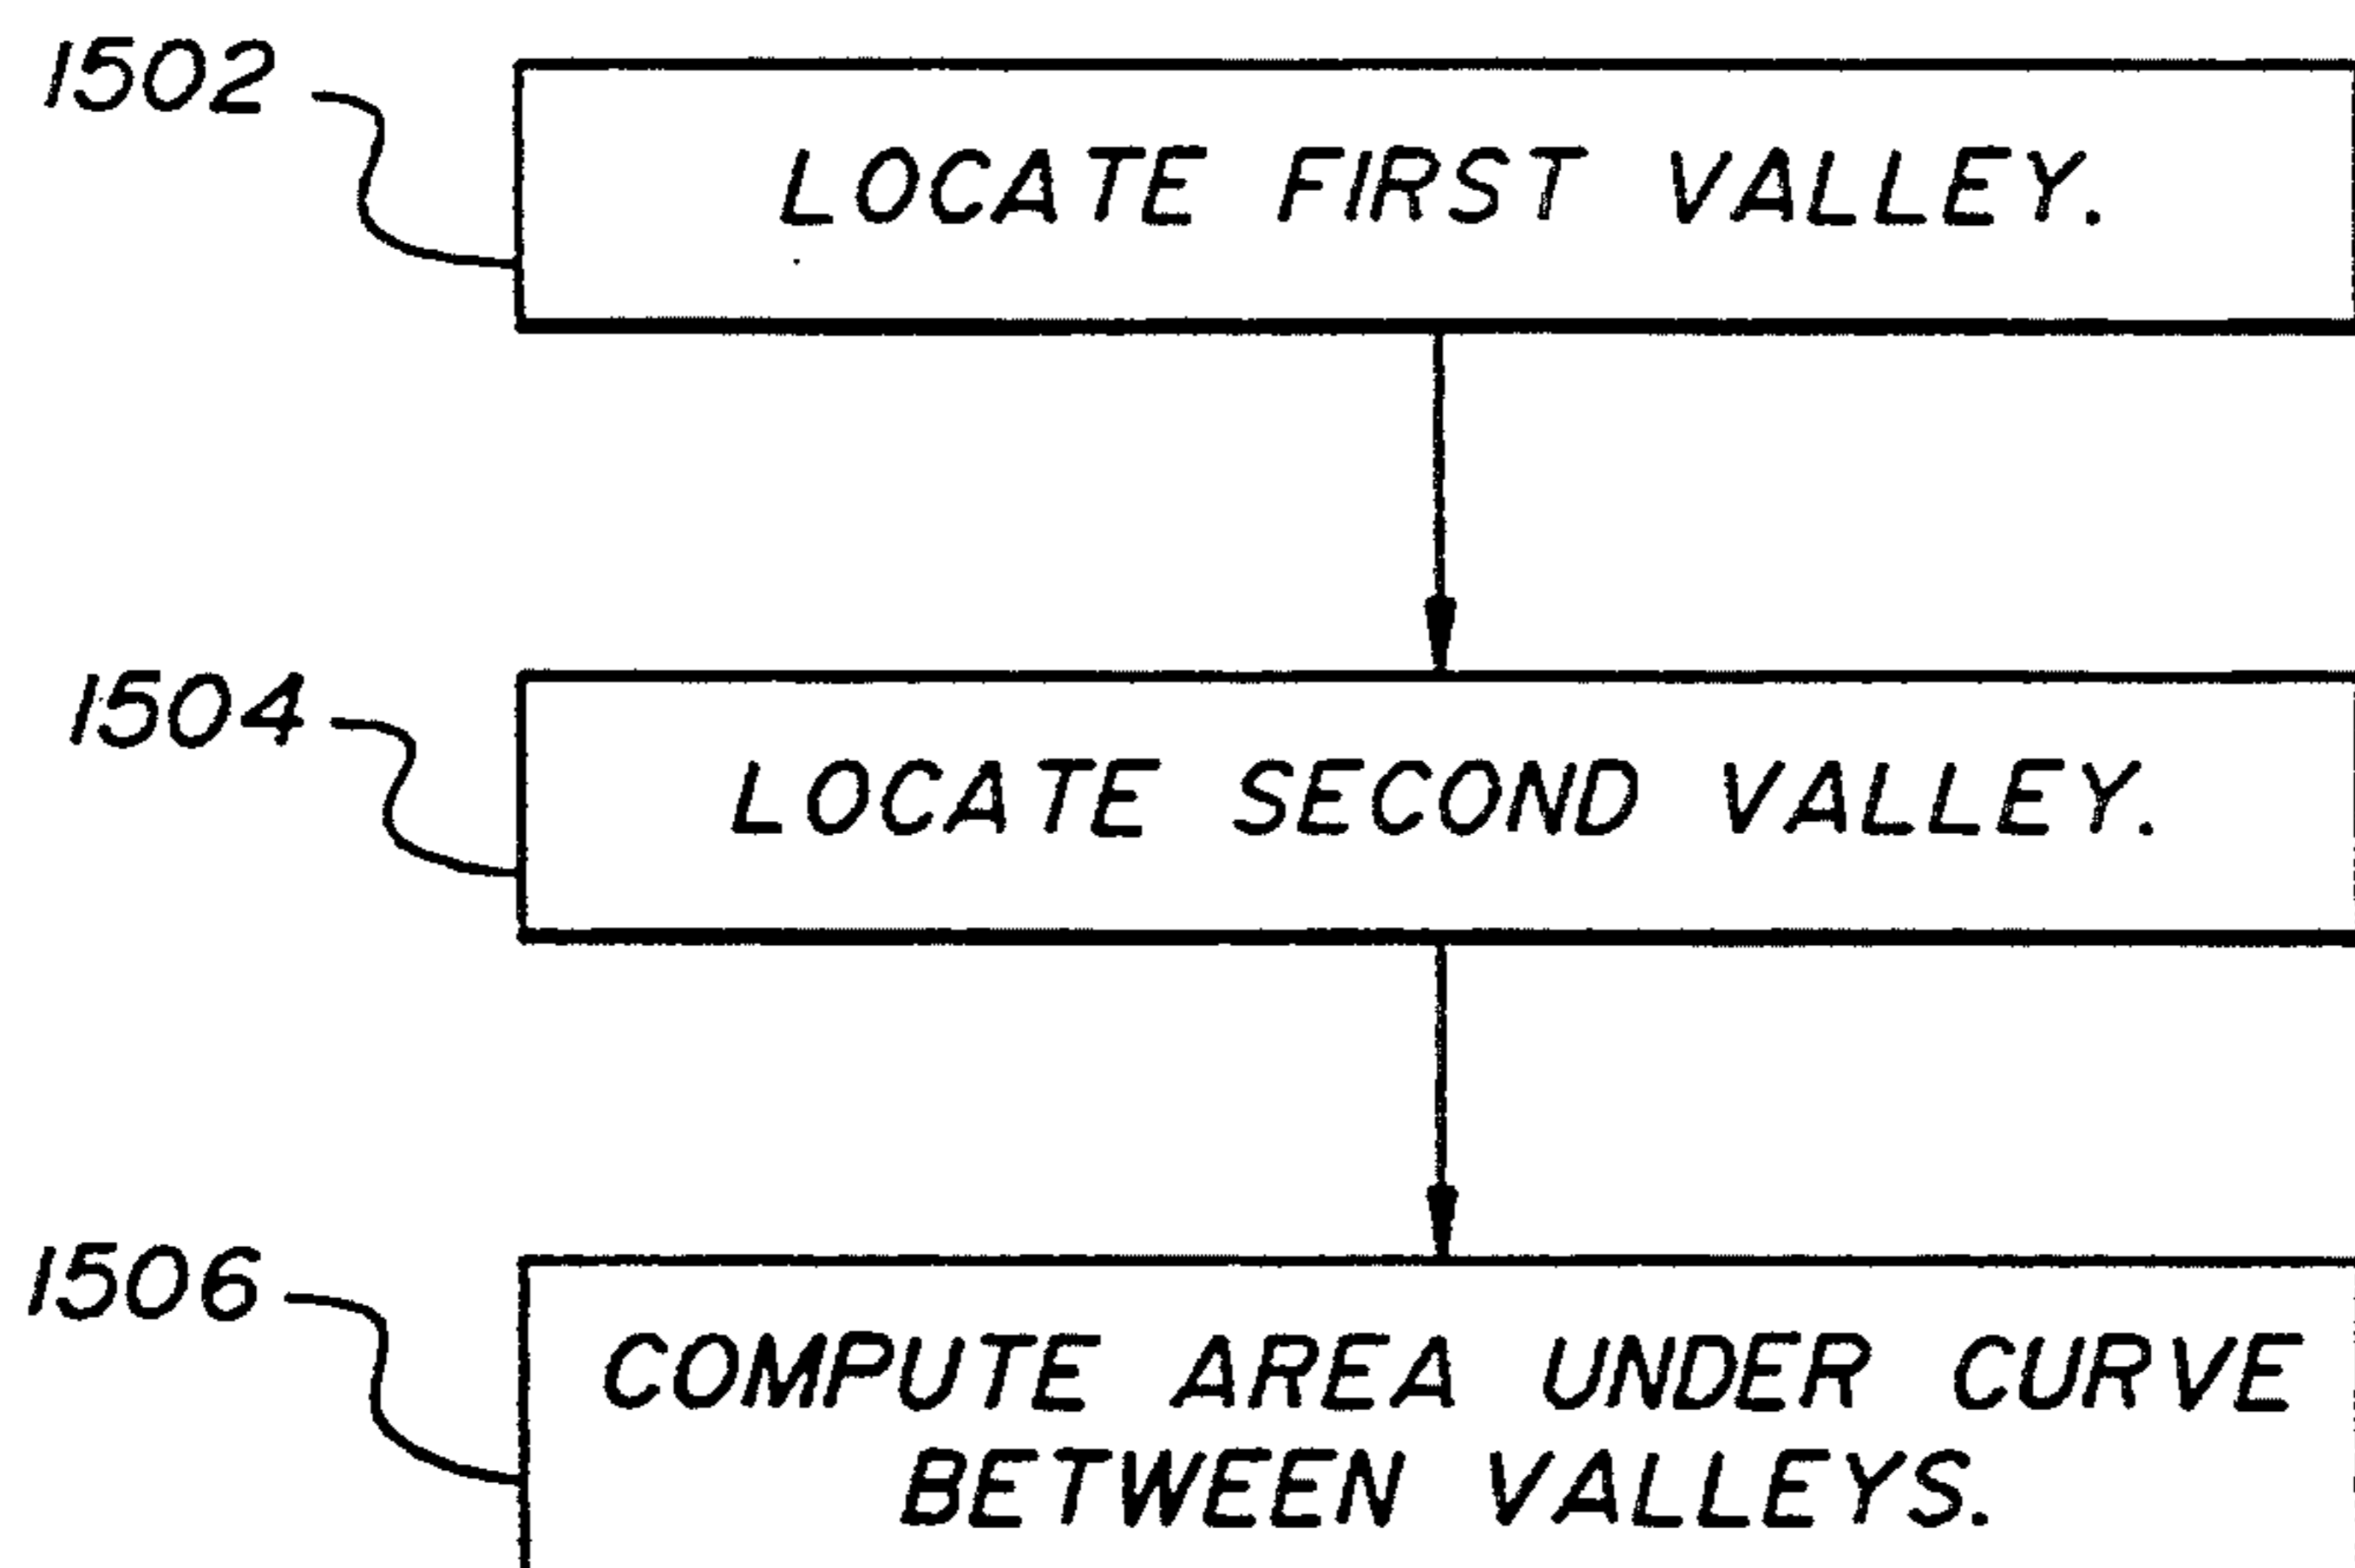 1502
LOCATE FIRST VALLEY.
1504
LOCATE SECOND VALLEY.
1506
COMPUTE AREA UNDER CURVE
BETWEEN VALLEYS.